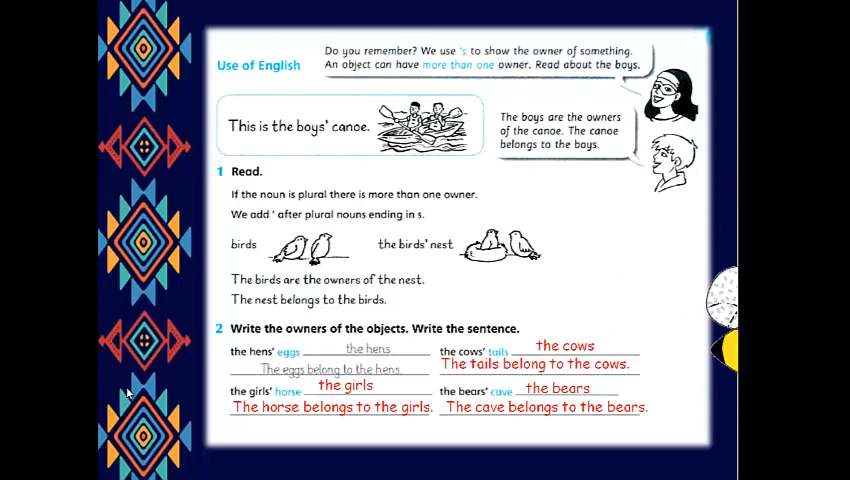 Use of English
Do you remember? We use 's to show the owner of something.
An object can have more than one owner. Read about the boys.
This is the boys' canoe.
The boys are the owners
of the canoe. The canoe
belongs to the boys.
1 Read.
If the noun is plural there is more than one owner.
We add ' after plural nouns ending in s.
birds
the birds' nest
The birds are the owners of the nest.
The nest belongs to the birds.
2 Write the owners of the objects. Write the sentence.
the hens' eggs the hens
The eggs belong to the hens.
the cows' tails the cows
The tails belong to the cows.
the girls' horse the girls
The horse belongs to the girls.
the bears' cave the bears
The cave belongs to the bears.